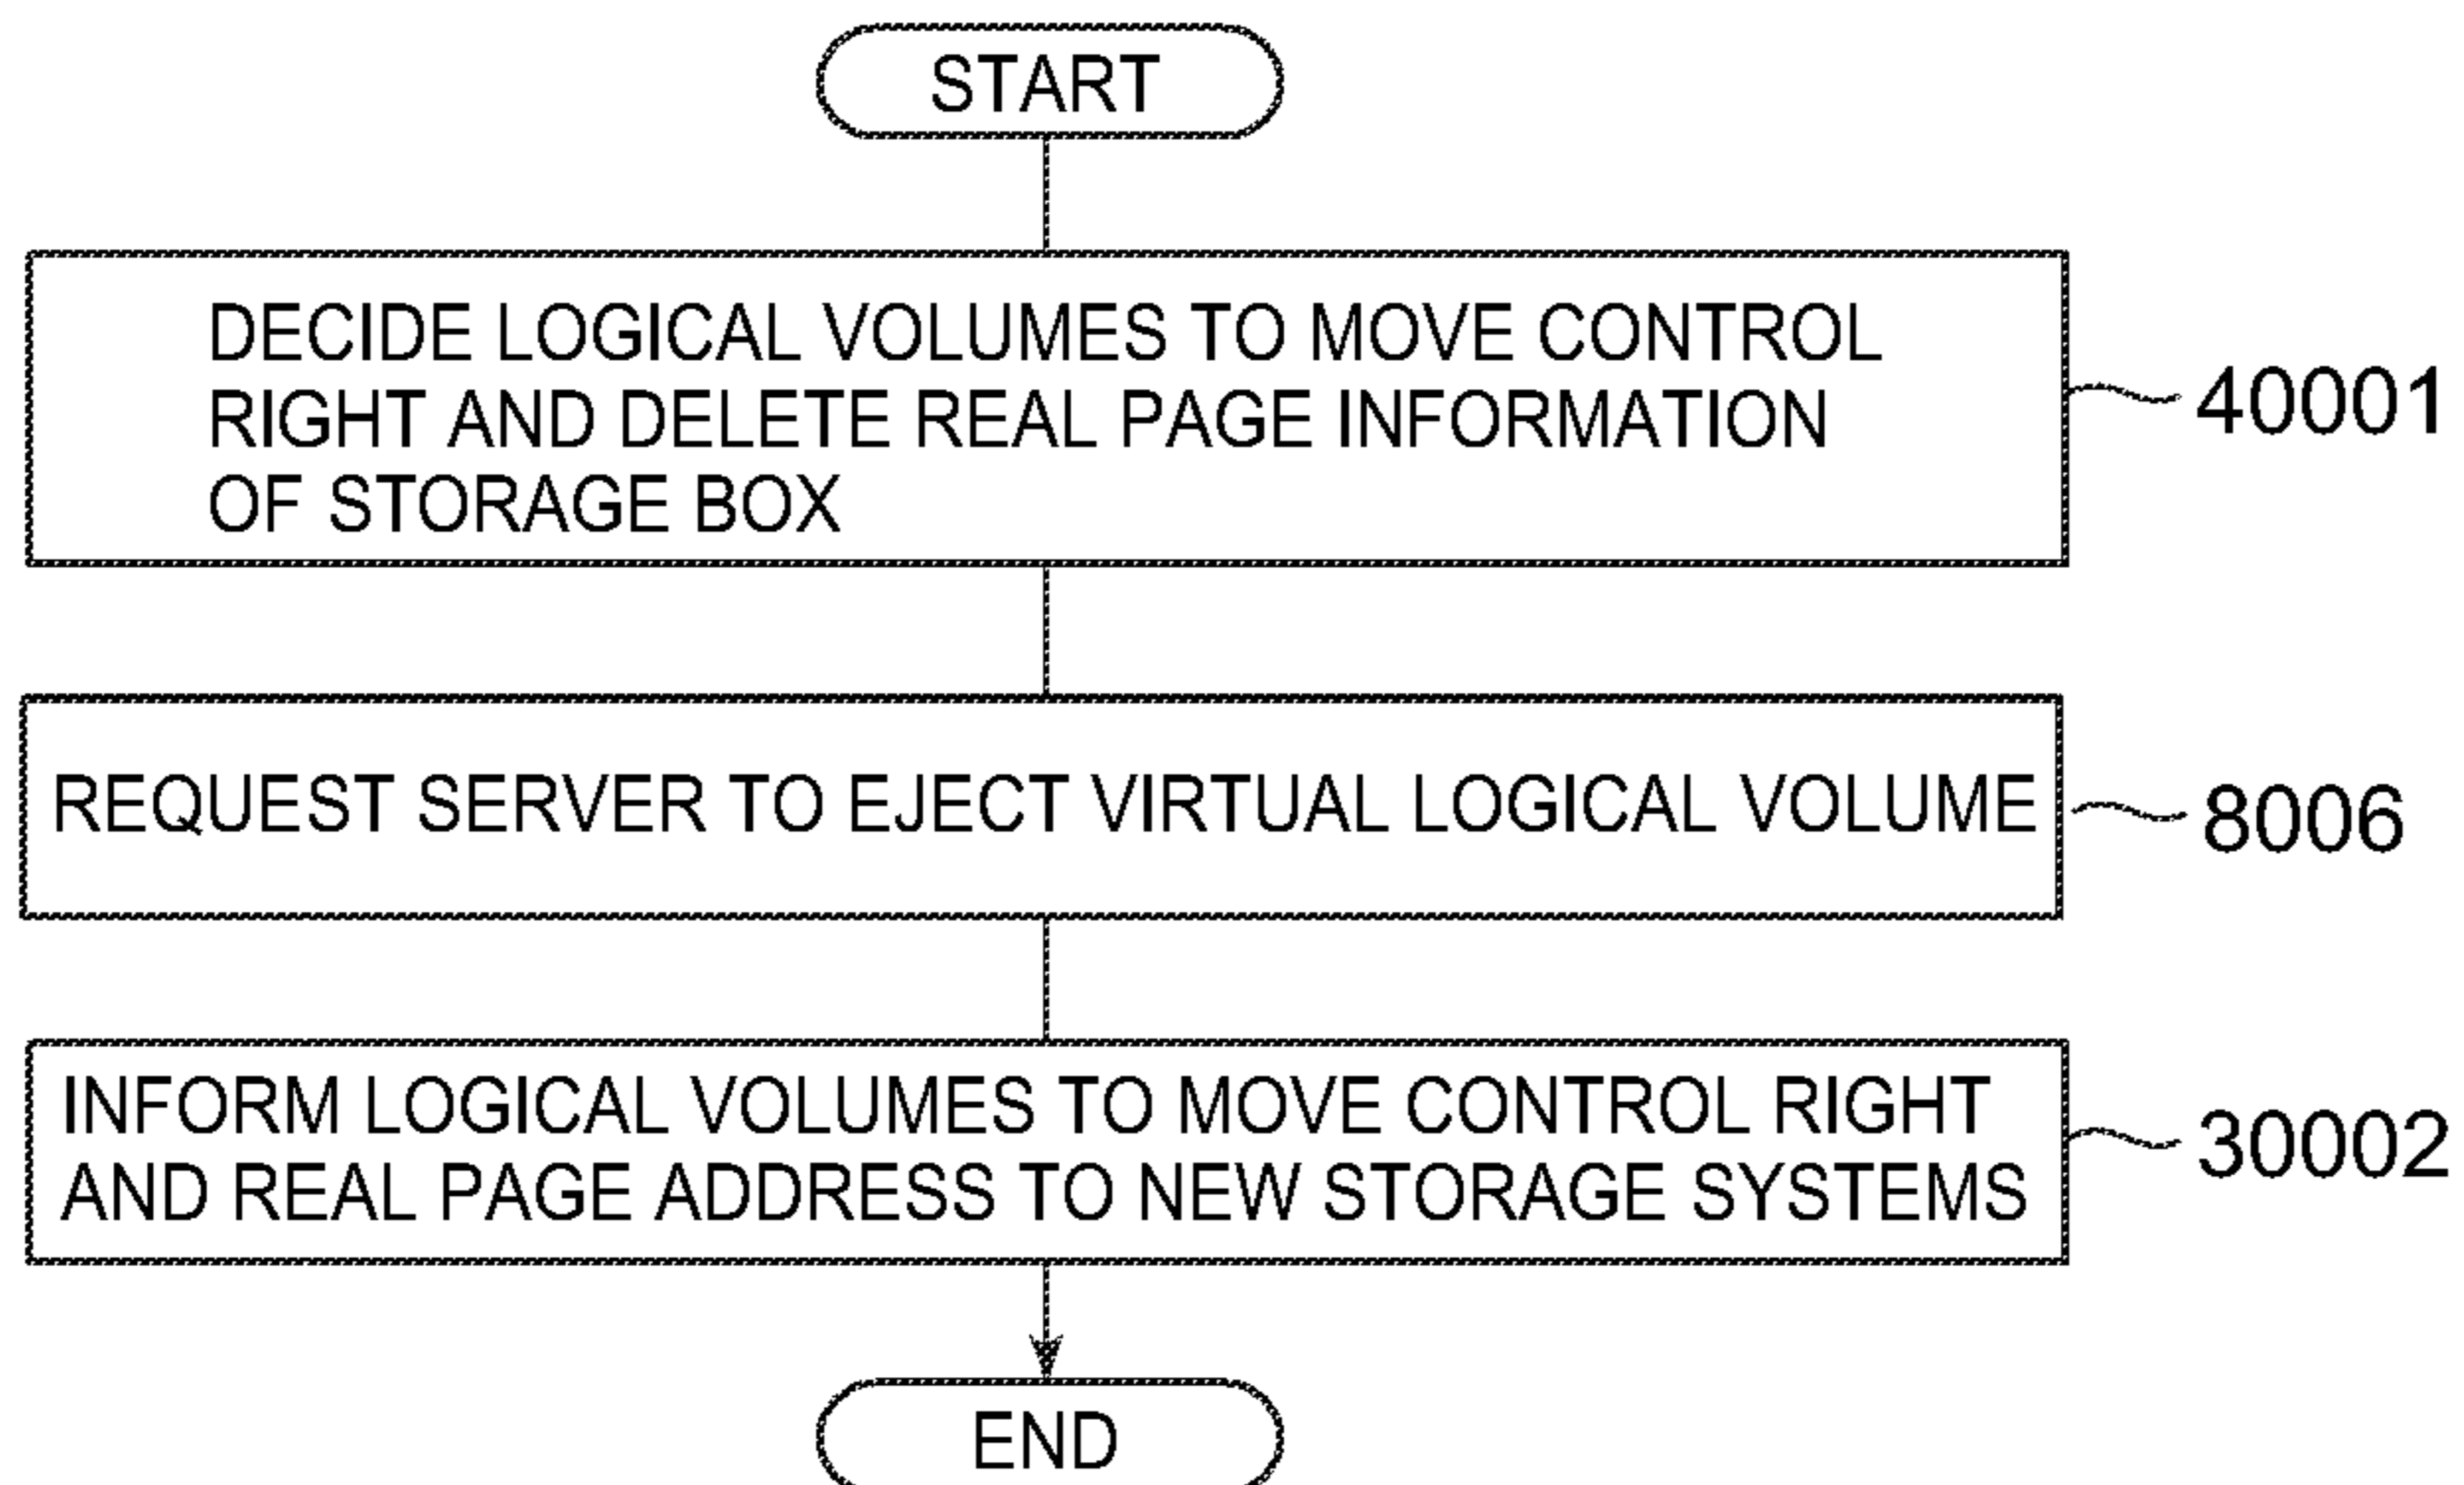 START
DECIDE LOGICAL VOLUMES TO MOVE CONTROL
RIGHT AND DELETE REAL PAGE INFORMATION
OF STORAGE BOX
40001
REQUEST SERVER TO EJECT VIRTUAL LOGICAL VOLUME
8006
INFORM LOGICAL VOLUMES TO MOVE CONTROL RIGHT
AND REAL PAGE ADDRESS TO NEW STORAGE SYSTEMS
30002
END